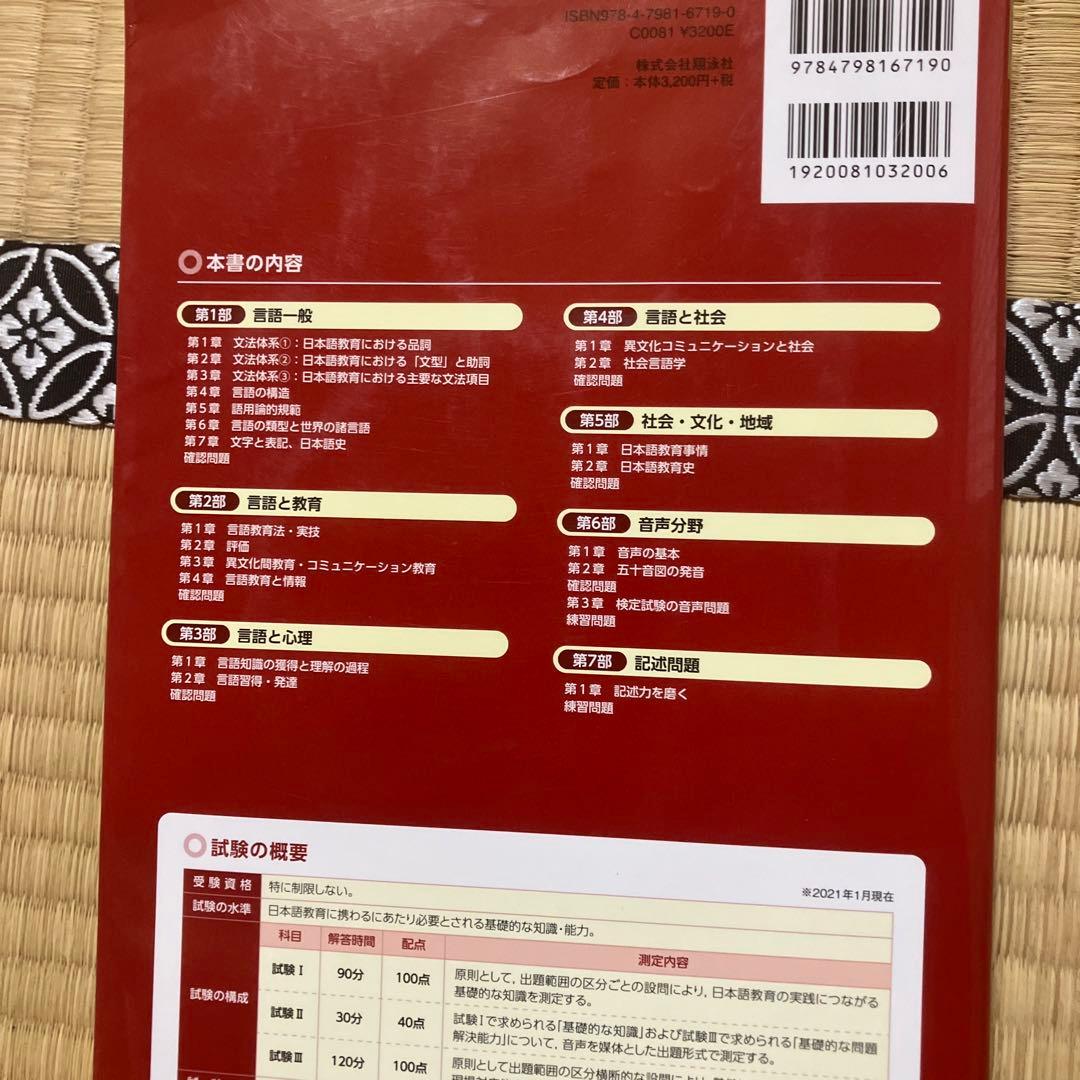 ISBN978-4-7981-6719-0
C0081 ¥3200E
株式会社翔泳社
定価：本体3,200円+税
9784798167190
1920081032006
本書の内容
第1部 言語一般
第1章 文法体系①：日本語教育における品詞
第2章 文法体系②：日本語教育における「文型」と助詞
第3章 文法体系③：日本語教育における主要な文法項目
第4章 言語の構造
第5章 語用論的規範
第6章 言語の類型と世界の諸言語
第7章 文字と表記、日本語史
確認問題
第2部 言語と教育
第1章 言語教育法・実技
第2章 評価
第3章 異文化間教育・コミュニケーション教育
第4章 言語教育と情報
確認問題
第3部 言語と心理
第1章 言語知識の獲得と理解の過程
第2章 言語習得・発達
確認問題
第4部 言語と社会
第1章 異文化コミュニケーションと社会
第2章 社会言語学
確認問題
第5部 社会・文化・地域
第1章 日本語教育事情
第2章 日本語教育史
確認問題
第6部 音声分野
第1章 音声の基本
第2章 五十音図の発音
確認問題
第3章 検定試験の音声問題
練習問題
第7部 記述問題
第1章 記述力を磨く
練習問題
試験の概要
※2021年1月現在
受験資格 特に制限しない。
試験の水準 日本語教育に携わるにあたり必要とされる基礎的な知識・能力。
試験の構成
科目 解答時間 配点 測定内容
試験Ⅰ 90分 100点 原則として，出題範囲の区分ごとの設問により，日本語教育の実践につながる
基礎的な知識を測定する。
試験Ⅱ 30分 40点 試験Ⅰで求められる「基礎的な知識」および試験Ⅲで求められる「基礎的な問題
解決能力」について，音声を媒体とした出題形式で測定する。
試験Ⅲ 120分 100点 原則として出題範囲の区分横断的な設問により，